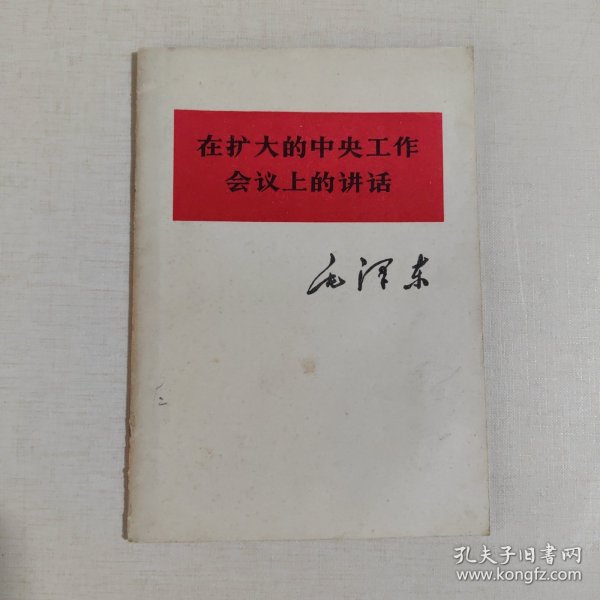 在扩大的中央工作
会议上的讲话
毛泽东
孔夫子旧书网
www.kongfz.com